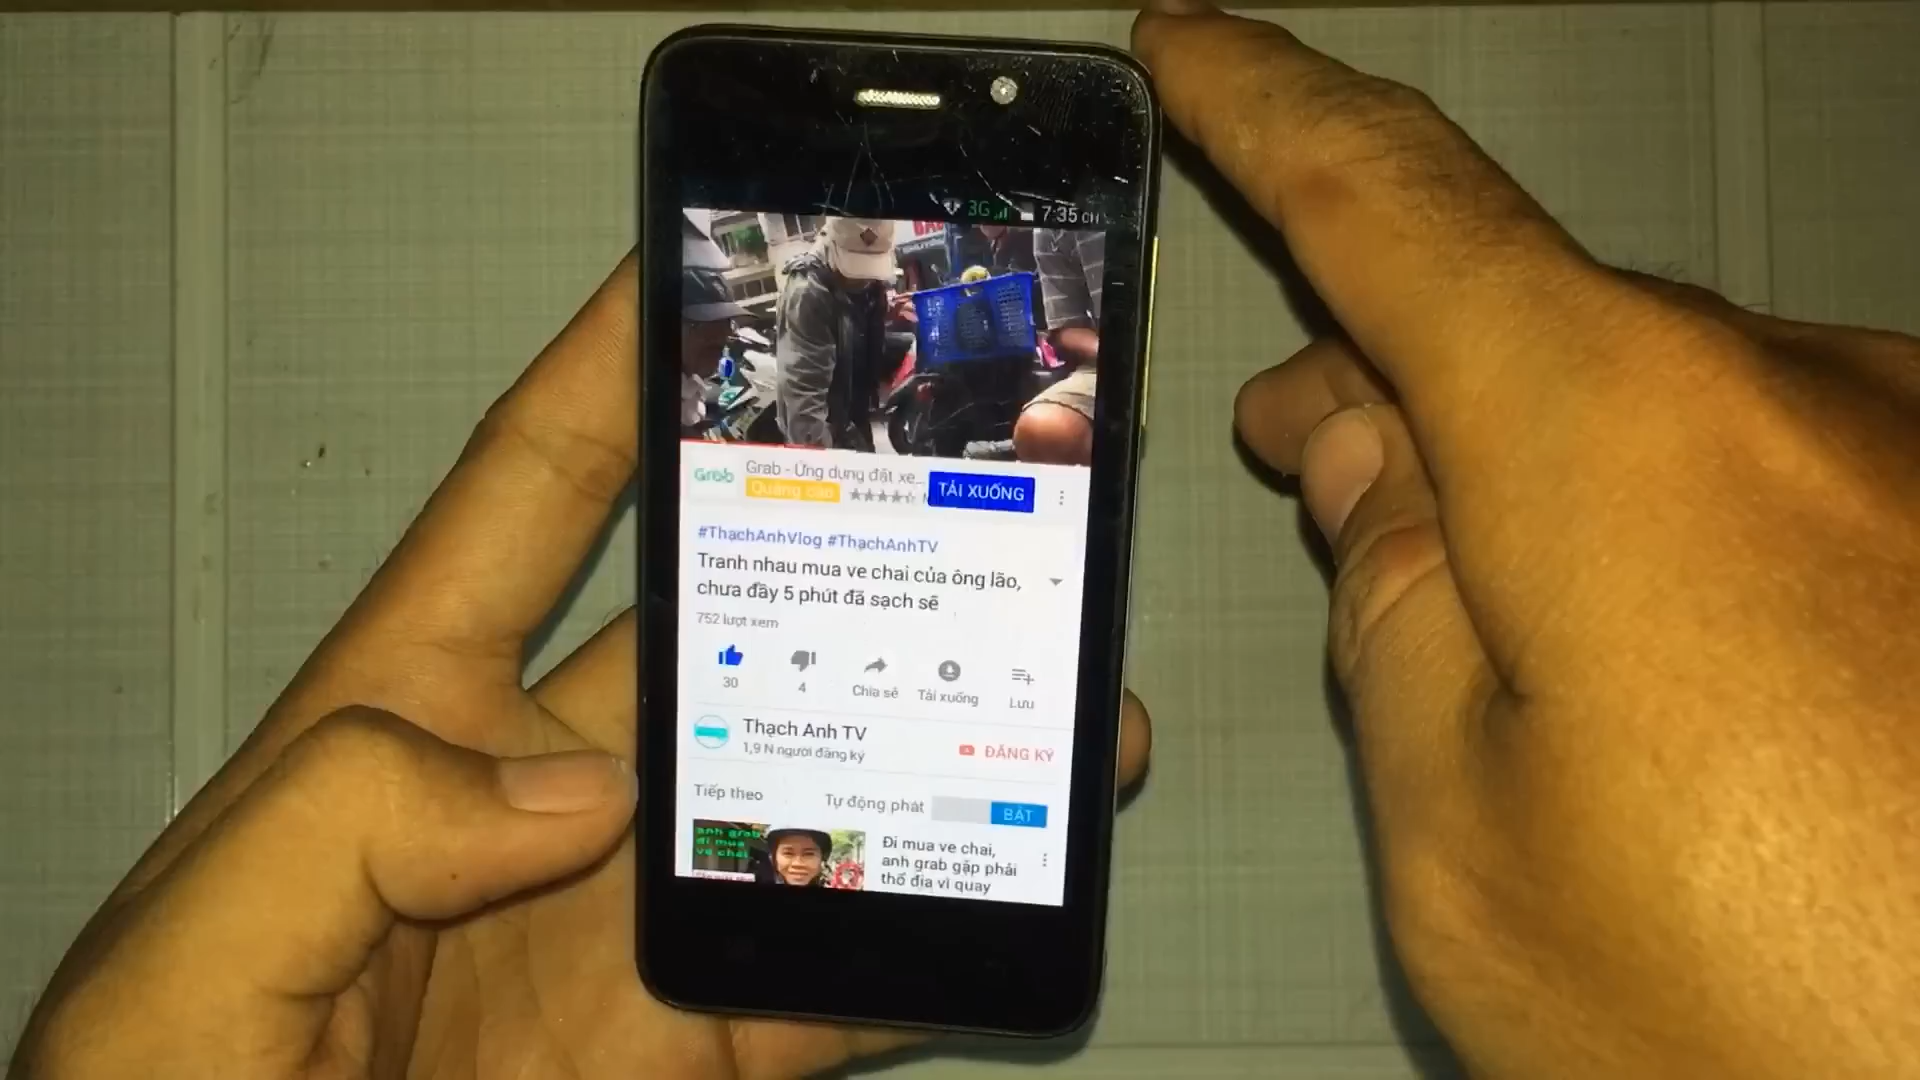 3G 7:35 CH
Grab
Grab - Ứng dụng đặt xe...
Quảng cáo
TẢI XUỐNG
#ThạchAnhVlog #ThạchAnhTV
Tranh nhau mua ve chai của ông lão,
chưa đầy 5 phút đã sạch sẽ
752 lượt xem
30
4
Chia sẻ
Tải xuống
Lưu
Thạch Anh TV
1,9 N người đăng ký
ĐĂNG KÝ
Tiếp theo
Tự động phát
BẬT
anh grab
đi mua
ve chai
Đi mua ve chai,
anh grab gặp phải
thổ địa vì quay